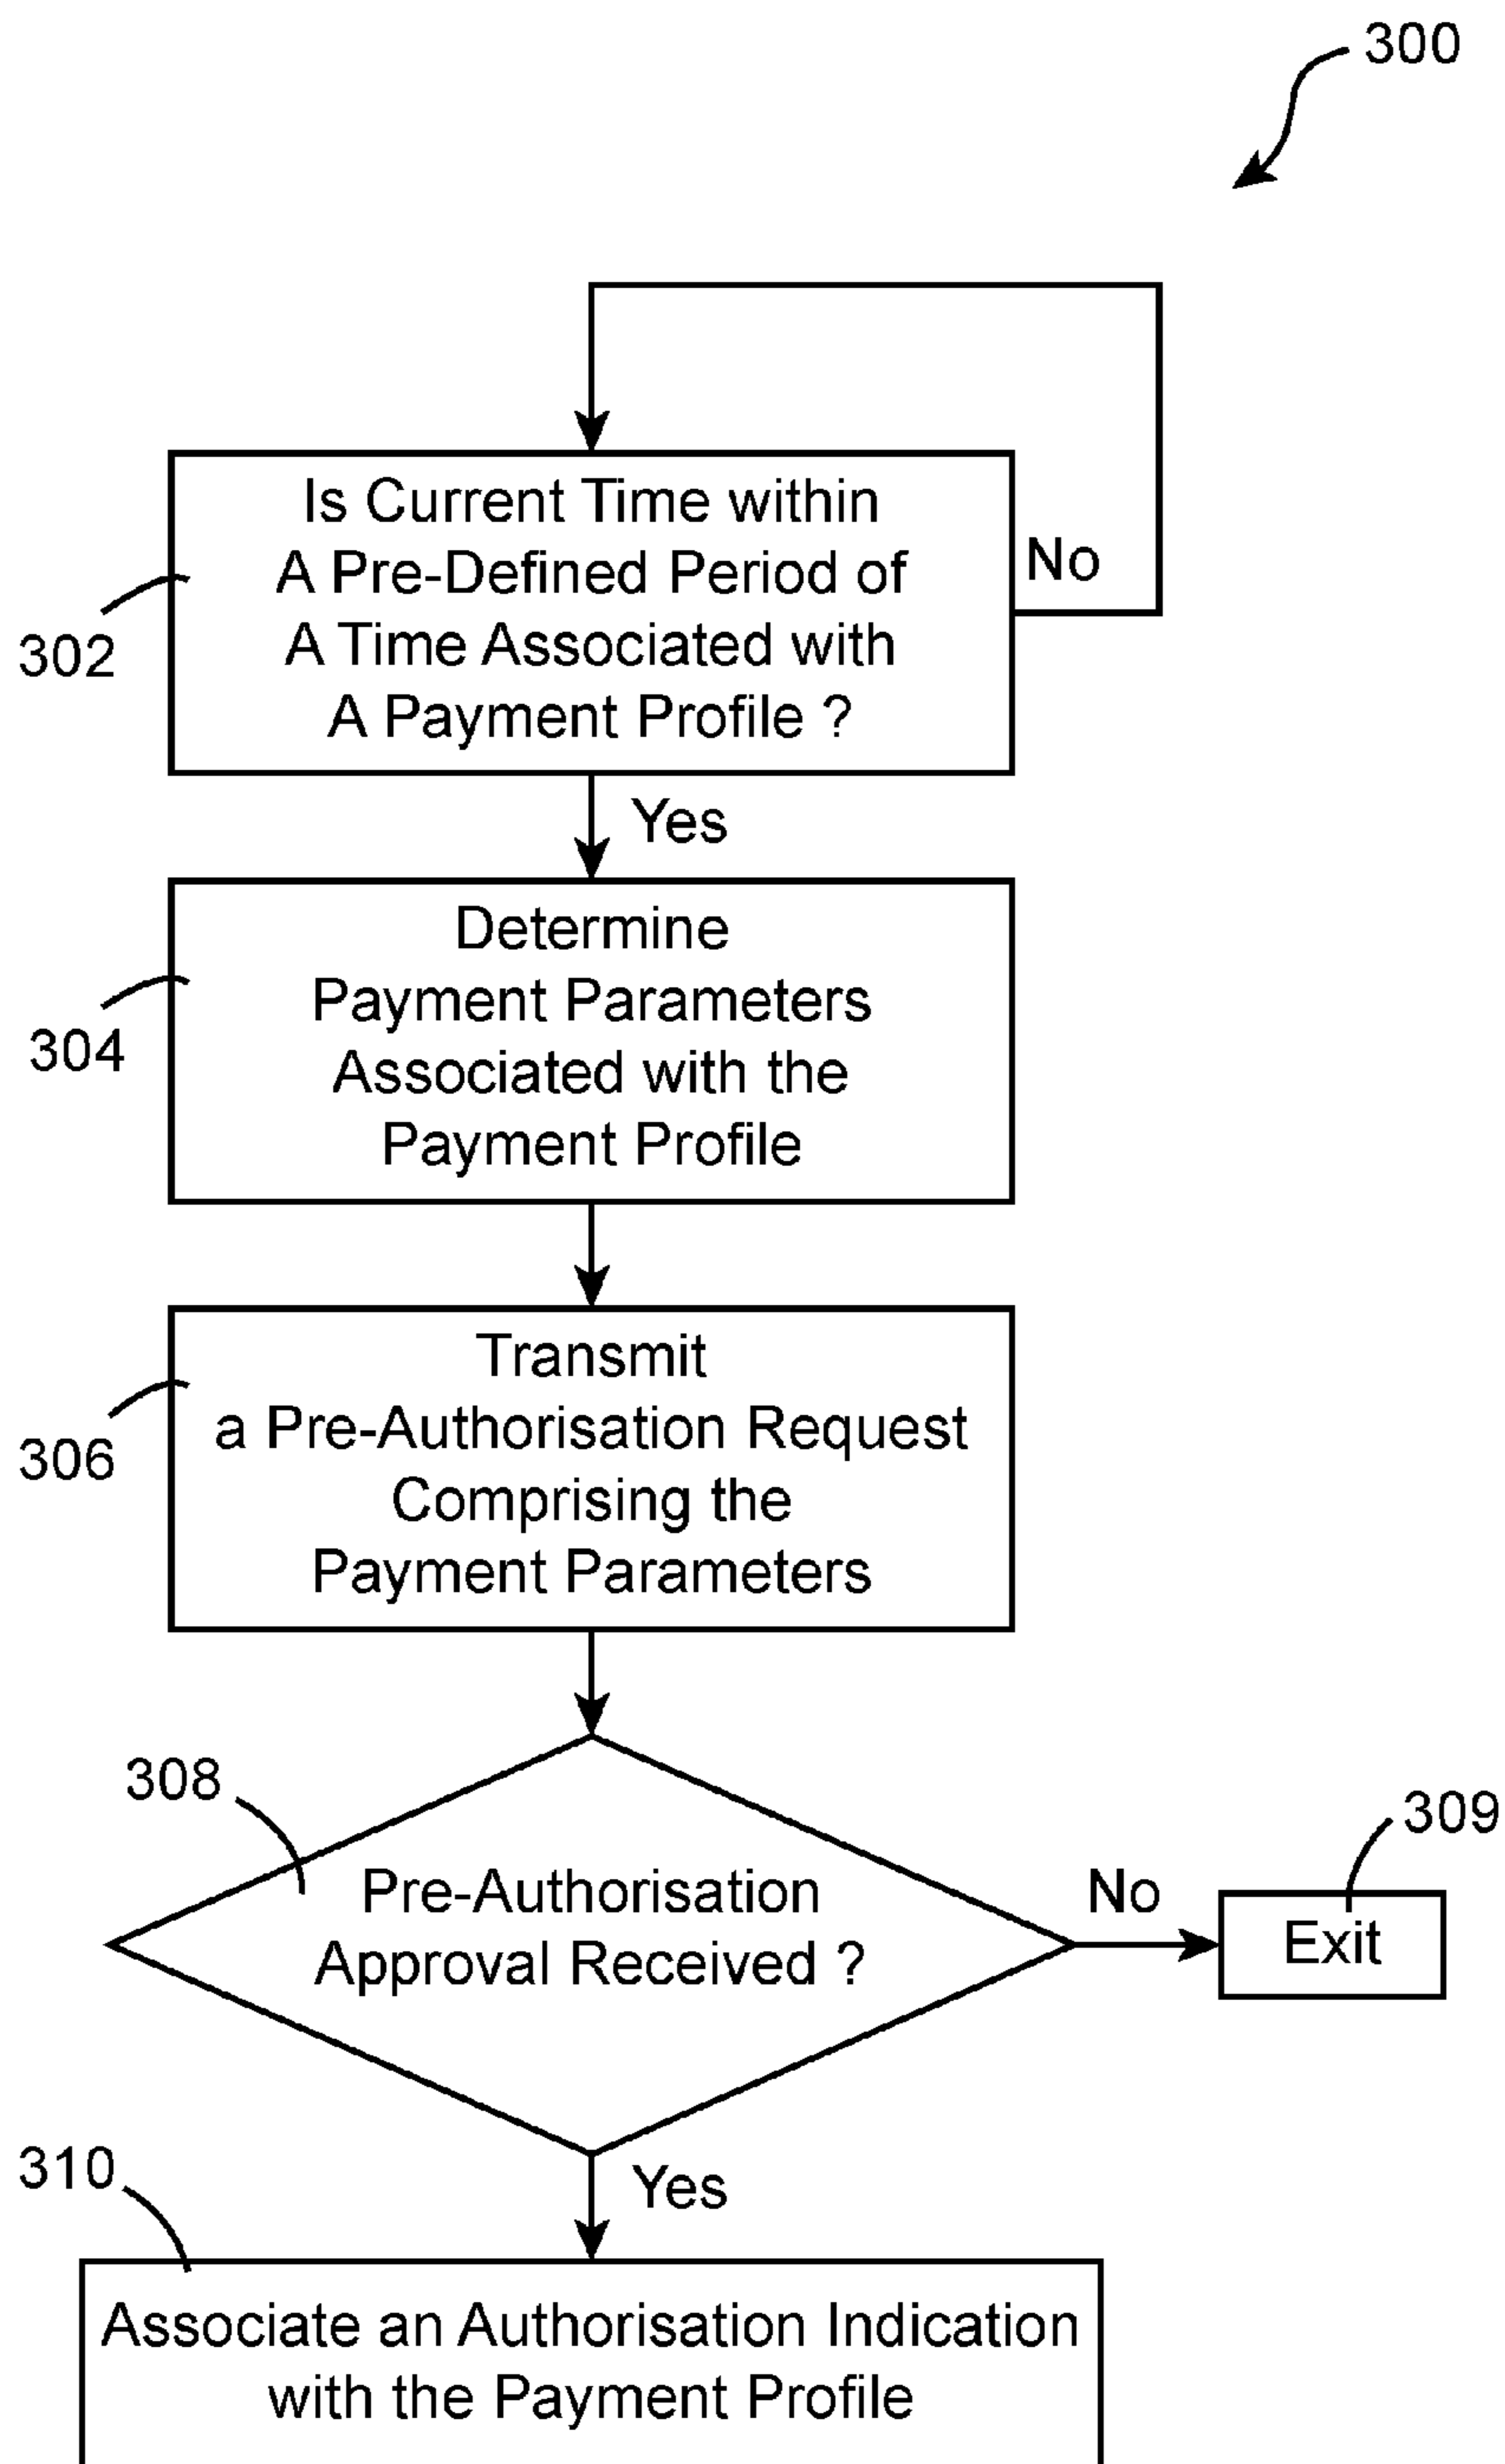 300
Is Current Time within
A Pre-Defined Period of
A Time Associated with
A Payment Profile ?
No
302
Yes
Determine
Payment Parameters
Associated with the
Payment Profile
304
Transmit
a Pre-Authorisation Request
Comprising the
Payment Parameters
306
308
Pre-Authorisation
Approval Received ?
No
309
Exit
310
Yes
Associate an Authorisation Indication
with the Payment Profile